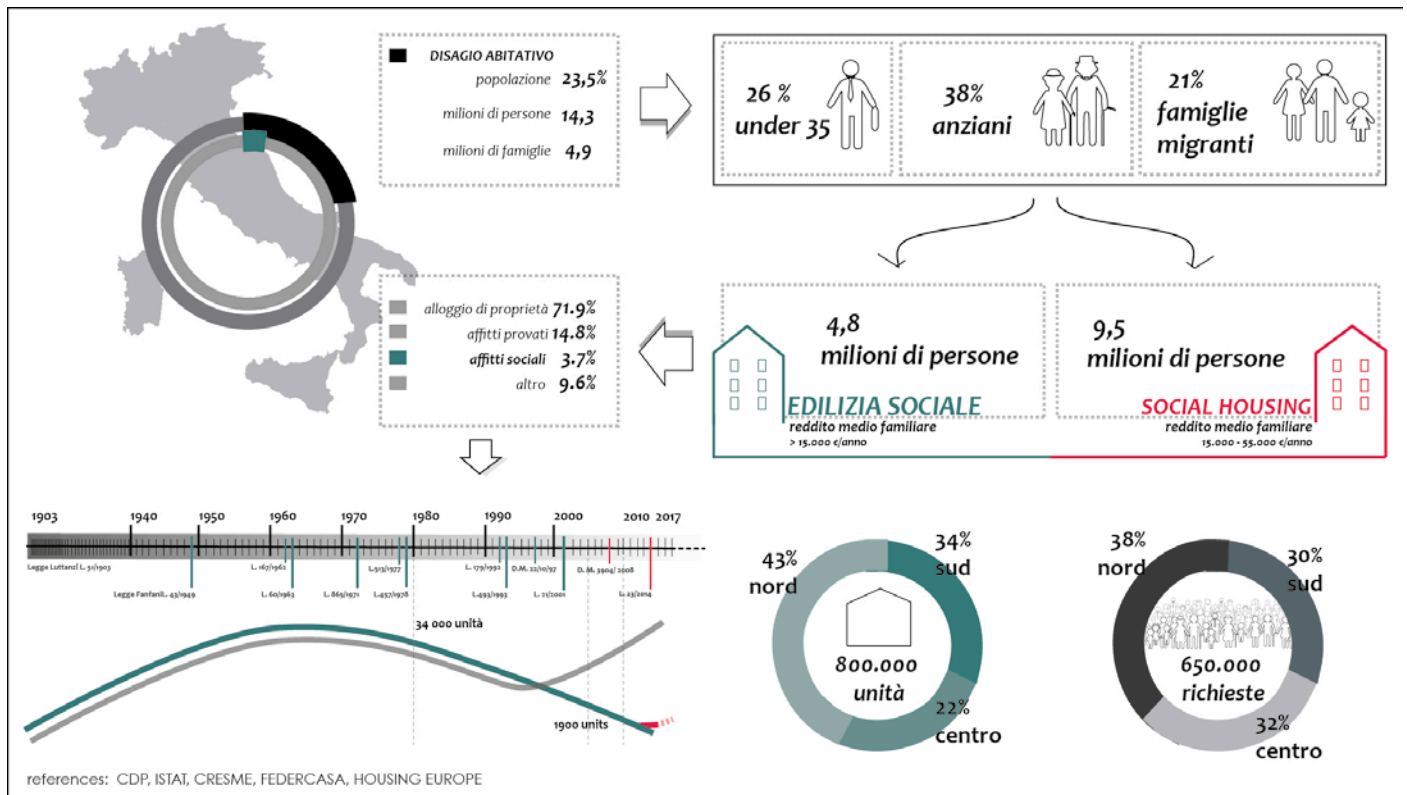 DISAGIO ABITATIVO
popolazione 23,5%
milioni di persone 14,3
milioni di famiglie 4,9
26 %
under 35
38%
anziani
21%
famiglie
migranti
alloggio di proprietà 71.9%
affitti provati 14.8%
affitti sociali 3.7%
altro 9.6%
4,8
milioni di persone
EDILIZIA SOCIALE
reddito medio familiare
> 15.000 €/anno
9,5
milioni di persone
SOCIAL HOUSING
reddito medio familiare
15.000 - 55.000 €/anno
1903 1940 1950 1960 1970 1980 1990 2000 2010 2017
Legge Luttanzi L. 51/1903
L. 167/1962
L.513/1977
L. 179/1992
D.M. 22/10/97
D. M. 3904/ 2008
Legge FanfaniL. 43/1949
L. 60/1963
L. 865/1971
L.457/1978
L.493/1993
L. 21/2001
L. 23/2014
34 000 unità
1900 units
43%
nord
34%
sud
800.000
unità
22%
centro
38%
nord
30%
sud
650.000
richieste
32%
centro
references: CDP, ISTAT, CRESME, FEDERCASA, HOUSING EUROPE